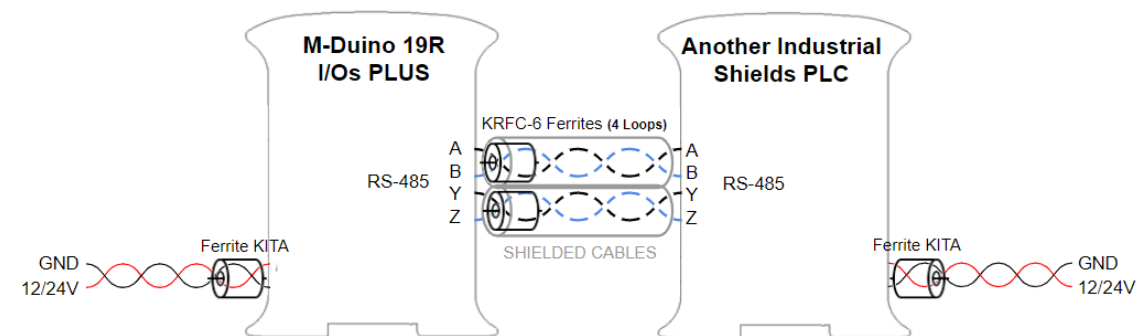 M-Duino 19R
I/Os PLUS
Another Industrial
Shields PLC
KRFC-6 Ferrites (4 Loops)
A
B
Y
Z
RS-485
A
B
Y
Z
RS-485
SHIELDED CABLES
Ferrite KITA
GND
12/24V
Ferrite KITA
GND
12/24V